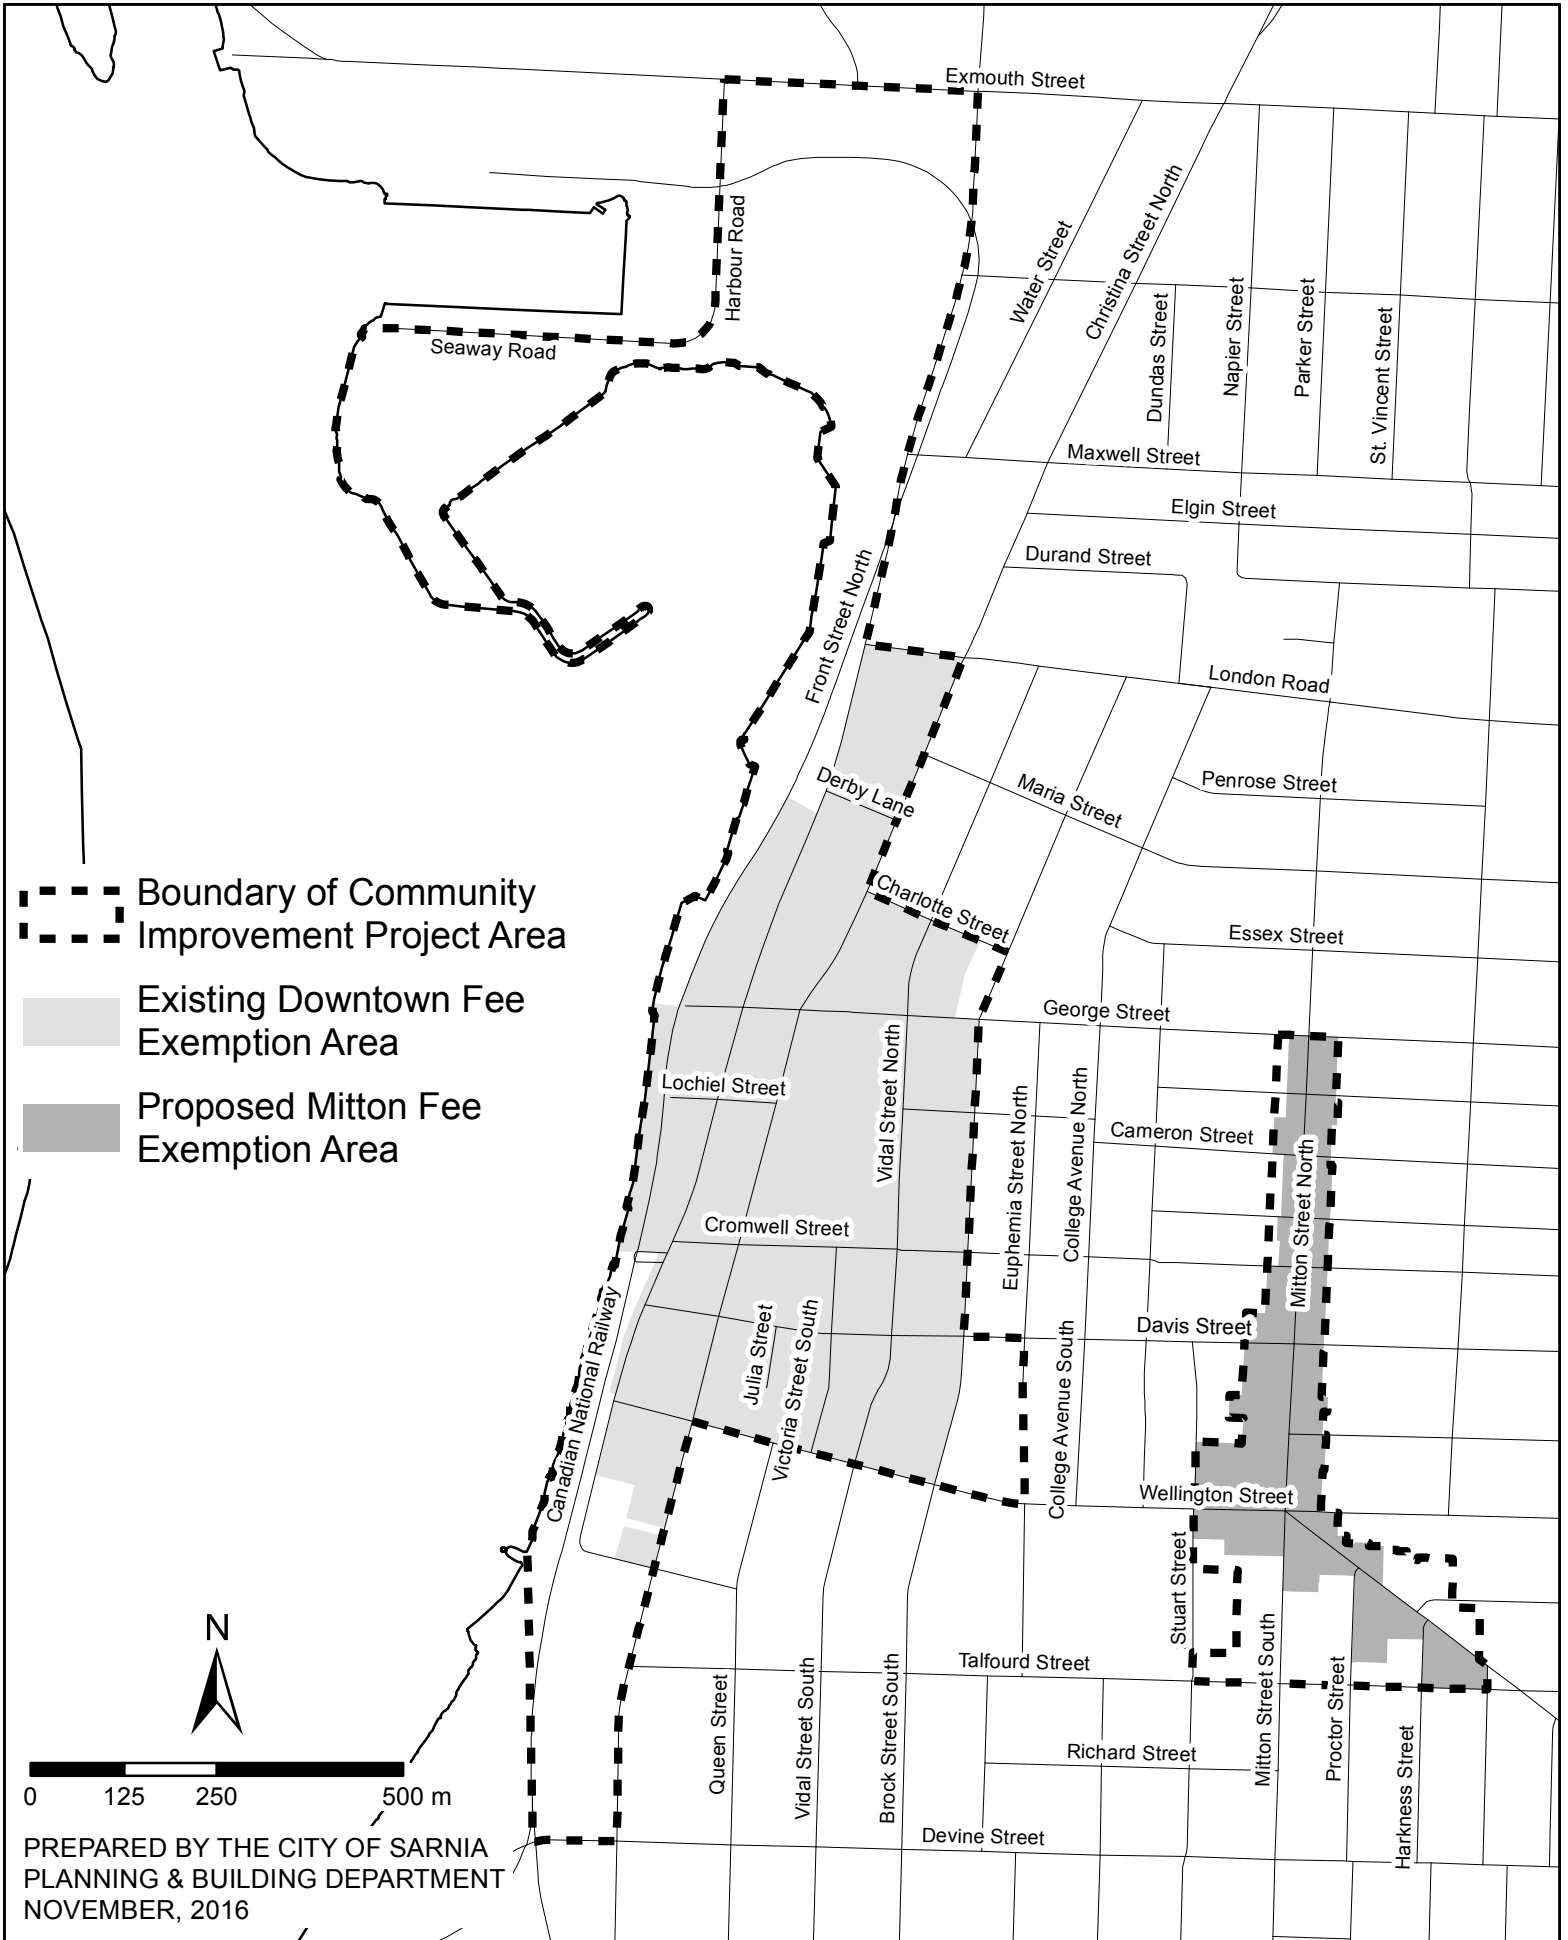 Exmouth Street
Harbour Road
Seaway Road
Water Street
Christina Street North
Dundas Street
Napier Street
Parker Street
St. Vincent Street
Maxwell Street
Elgin Street
Durand Street
Front Street North
London Road
Derby Lane
Maria Street
Penrose Street
Charlotte Street
Essex Street
Boundary of Community
Improvement Project Area
Existing Downtown Fee
Exemption Area
Proposed Mitton Fee
Exemption Area
George Street
Lochiel Street
Vidal Street North
Euphemia Street North
College Avenue North
Cameron Street
Mitton Street North
Cromwell Street
Canadian National Railway
Julia Street
Victoria Street South
College Avenue South
Davis Street
Wellington Street
Stuart Street
Talfourd Street
Queen Street
Vidal Street South
Brock Street South
Mitton Street South
Proctor Street
Harkness Street
Richard Street
Devine Street
N
0 125 250 500 m
PREPARED BY THE CITY OF SARNIA
PLANNING & BUILDING DEPARTMENT
NOVEMBER, 2016